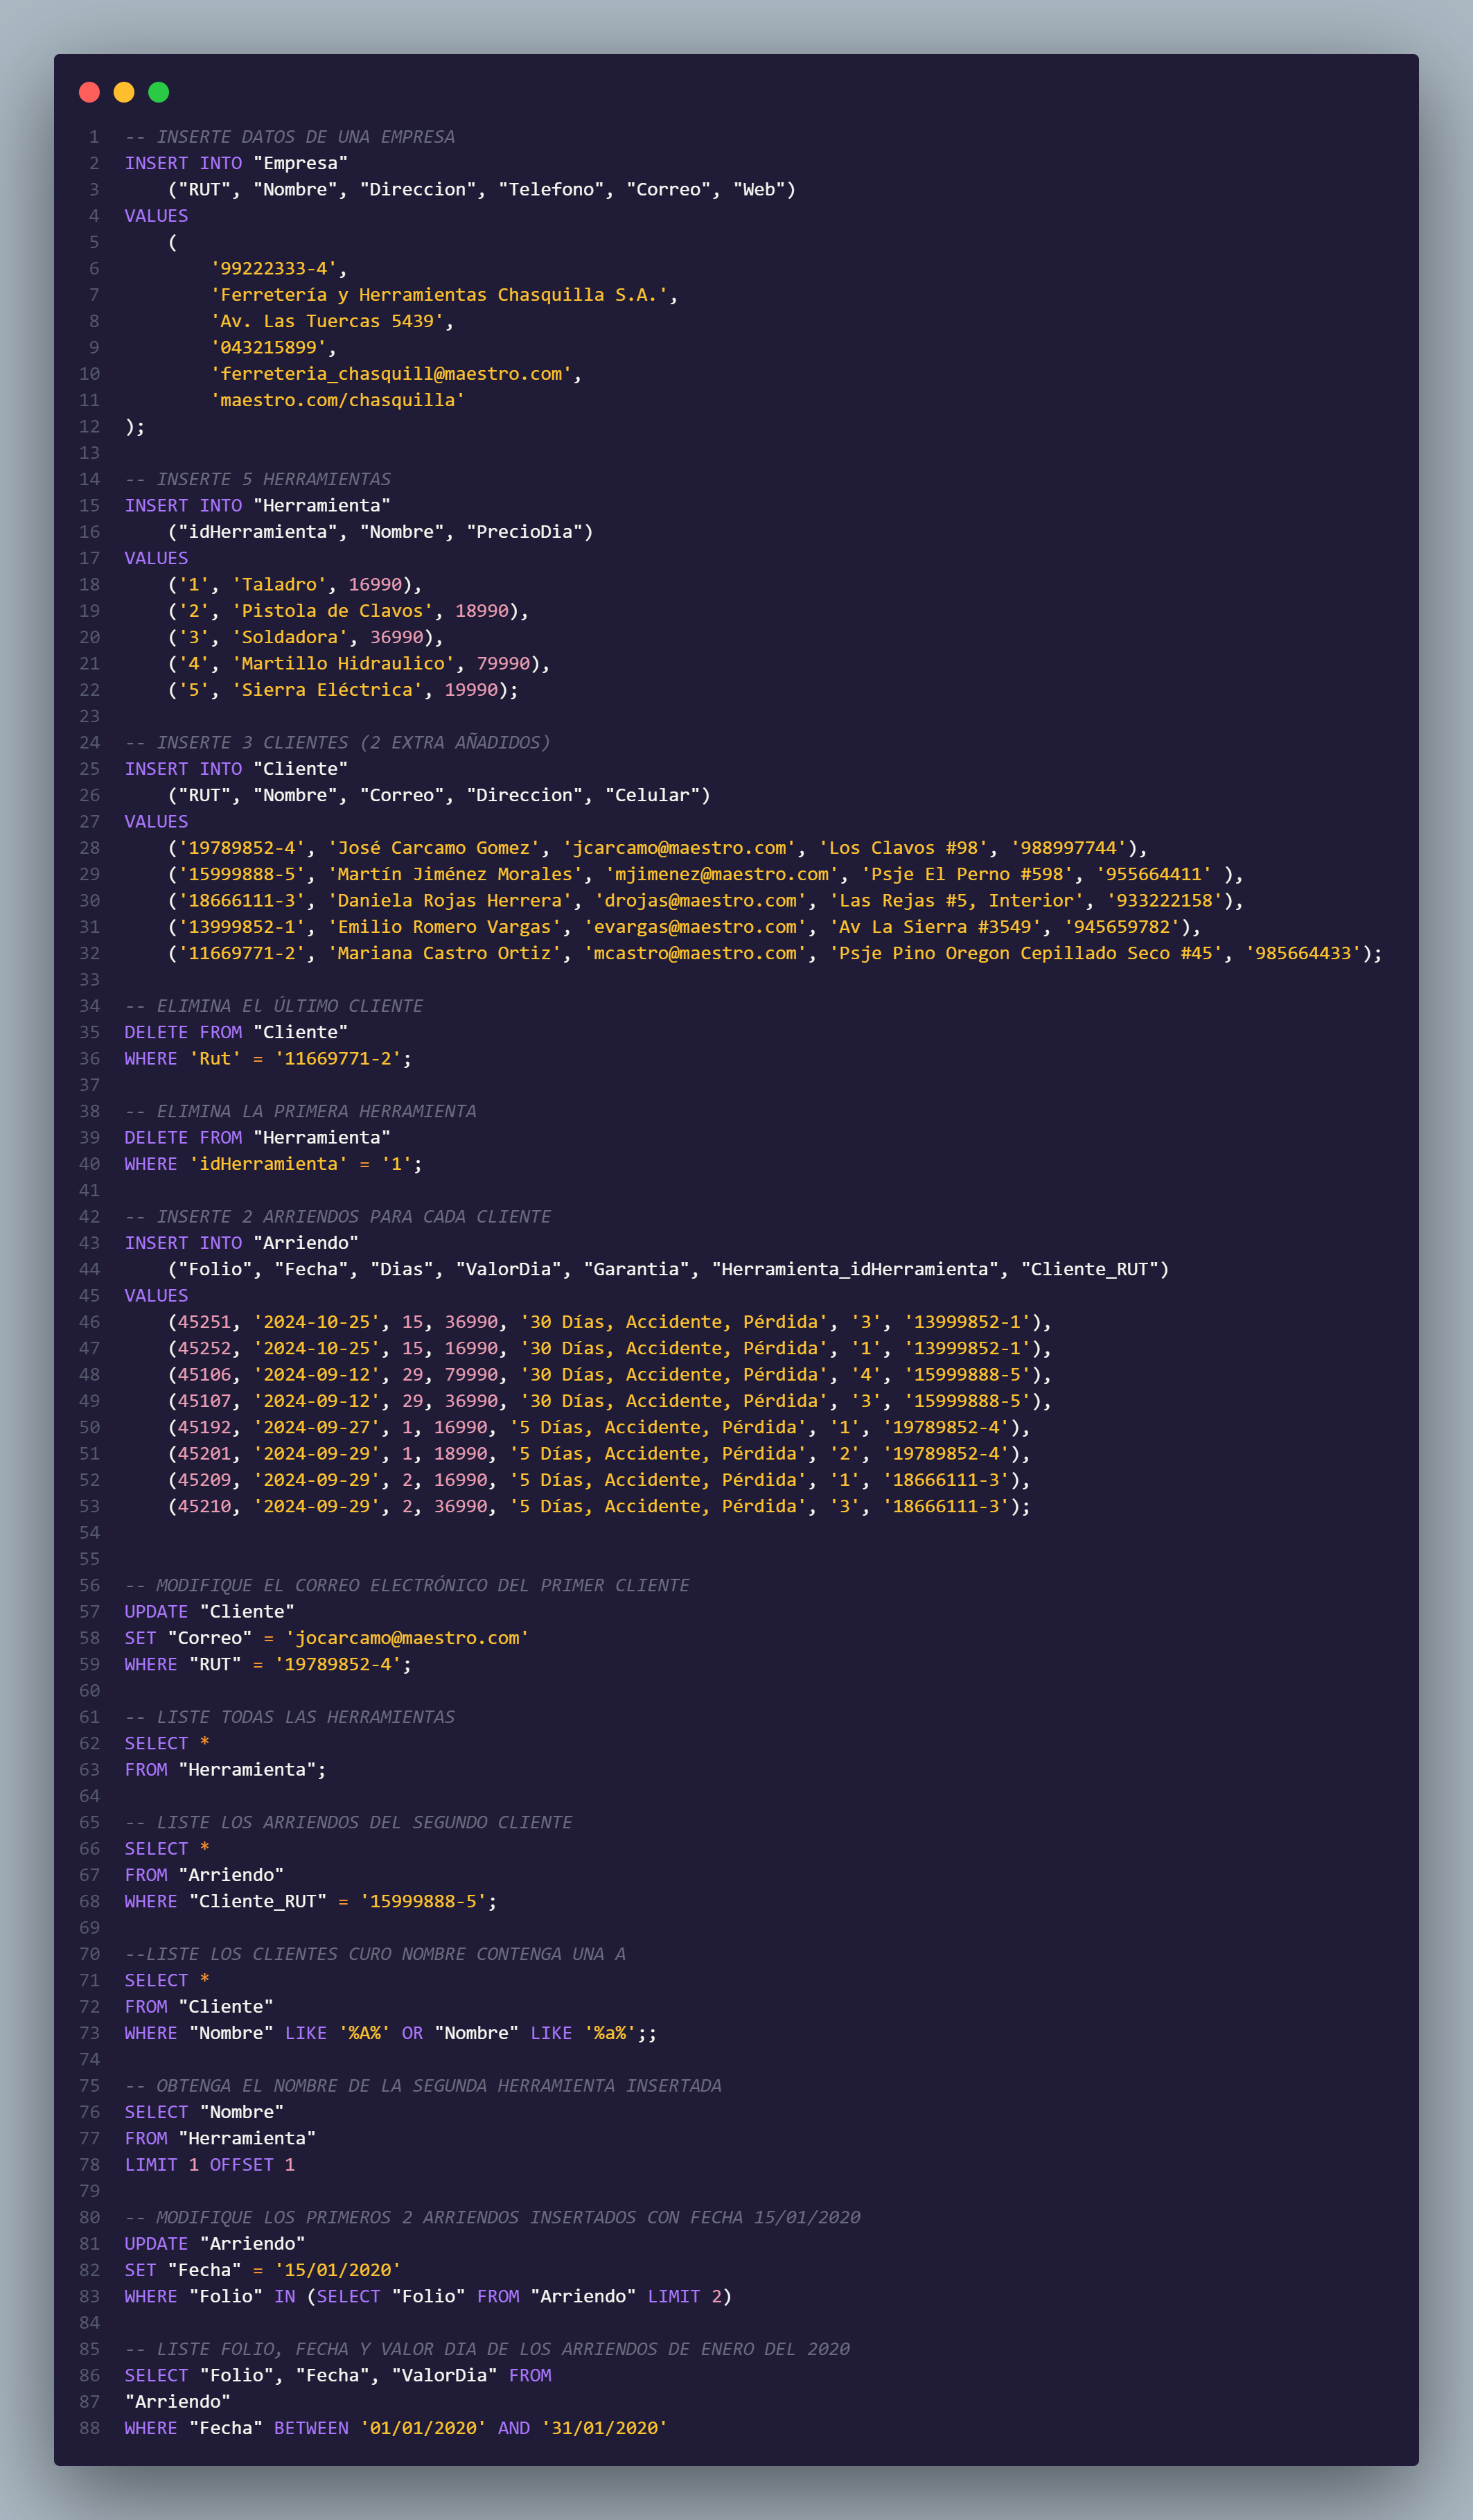 1 -- INSERTE DATOS DE UNA EMPRESA
2 INSERT INTO "Empresa"
3     ("RUT", "Nombre", "Direccion", "Telefono", "Correo", "Web")
4 VALUES
5     (
6         '99222333-4',
7         'Ferretería y Herramientas Chasquilla S.A.',
8         'Av. Las Tuercas 5439',
9         '043215899',
10         'ferreteria_chasquill@maestro.com',
11         'maestro.com/chasquilla'
12 );
13
14 -- INSERTE 5 HERRAMIENTAS
15 INSERT INTO "Herramienta"
16     ("idHerramienta", "Nombre", "PrecioDia")
17 VALUES
18     ('1', 'Taladro', 16990),
19     ('2', 'Pistola de Clavos', 18990),
20     ('3', 'Soldadora', 36990),
21     ('4', 'Martillo Hidraulico', 79990),
22     ('5', 'Sierra Eléctrica', 19990);
23
24 -- INSERTE 3 CLIENTES (2 EXTRA AÑADIDOS)
25 INSERT INTO "Cliente"
26     ("RUT", "Nombre", "Correo", "Direccion", "Celular")
27 VALUES
28     ('19789852-4', 'José Carcamo Gomez', 'jcarcamo@maestro.com', 'Los Clavos #98', '988997744'),
29     ('15999888-5', 'Martín Jiménez Morales', 'mjimenez@maestro.com', 'Psje El Perno #598', '955664411' ),
30     ('18666111-3', 'Daniela Rojas Herrera', 'drojas@maestro.com', 'Las Rejas #5, Interior', '933222158'),
31     ('13999852-1', 'Emilio Romero Vargas', 'evargas@maestro.com', 'Av La Sierra #3549', '945659782'),
32     ('11669771-2', 'Mariana Castro Ortiz', 'mcastro@maestro.com', 'Psje Pino Oregon Cepillado Seco #45', '985664433');
33
34 -- ELIMINA El ÚLTIMO CLIENTE
35 DELETE FROM "Cliente"
36 WHERE 'Rut' = '11669771-2';
37
38 -- ELIMINA LA PRIMERA HERRAMIENTA
39 DELETE FROM "Herramienta"
40 WHERE 'idHerramienta' = '1';
41
42 -- INSERTE 2 ARRIENDOS PARA CADA CLIENTE
43 INSERT INTO "Arriendo"
44     ("Folio", "Fecha", "Dias", "ValorDia", "Garantia", "Herramienta_idHerramienta", "Cliente_RUT")
45 VALUES
46     (45251, '2024-10-25', 15, 36990, '30 Días, Accidente, Pérdida', '3', '13999852-1'),
47     (45252, '2024-10-25', 15, 16990, '30 Días, Accidente, Pérdida', '1', '13999852-1'),
48     (45106, '2024-09-12', 29, 79990, '30 Días, Accidente, Pérdida', '4', '15999888-5'),
49     (45107, '2024-09-12', 29, 36990, '30 Días, Accidente, Pérdida', '3', '15999888-5'),
50     (45192, '2024-09-27', 1, 16990, '5 Días, Accidente, Pérdida', '1', '19789852-4'),
51     (45201, '2024-09-29', 1, 18990, '5 Días, Accidente, Pérdida', '2', '19789852-4'),
52     (45209, '2024-09-29', 2, 16990, '5 Días, Accidente, Pérdida', '1', '18666111-3'),
53     (45210, '2024-09-29', 2, 36990, '5 Días, Accidente, Pérdida', '3', '18666111-3');
54
55
56 -- MODIFIQUE EL CORREO ELECTRÓNICO DEL PRIMER CLIENTE
57 UPDATE "Cliente"
58 SET "Correo" = 'jocarcamo@maestro.com'
59 WHERE "RUT" = '19789852-4';
60
61 -- LISTE TODAS LAS HERRAMIENTAS
62 SELECT *
63 FROM "Herramienta";
64
65 -- LISTE LOS ARRIENDOS DEL SEGUNDO CLIENTE
66 SELECT *
67 FROM "Arriendo"
68 WHERE "Cliente_RUT" = '15999888-5';
69
70 --LISTE LOS CLIENTES CURO NOMBRE CONTENGA UNA A
71 SELECT *
72 FROM "Cliente"
73 WHERE "Nombre" LIKE '%A%' OR "Nombre" LIKE '%a%';;
74
75 -- OBTENGA EL NOMBRE DE LA SEGUNDA HERRAMIENTA INSERTADA
76 SELECT "Nombre"
77 FROM "Herramienta"
78 LIMIT 1 OFFSET 1
79
80 -- MODIFIQUE LOS PRIMEROS 2 ARRIENDOS INSERTADOS CON FECHA 15/01/2020
81 UPDATE "Arriendo"
82 SET "Fecha" = '15/01/2020'
83 WHERE "Folio" IN (SELECT "Folio" FROM "Arriendo" LIMIT 2)
84
85 -- LISTE FOLIO, FECHA Y VALOR DIA DE LOS ARRIENDOS DE ENERO DEL 2020
86 SELECT "Folio", "Fecha", "ValorDia" FROM
87 "Arriendo"
88 WHERE "Fecha" BETWEEN '01/01/2020' AND '31/01/2020'